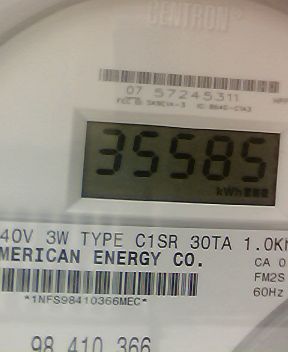 CENTRON®
07 57245311
35585
kWh
40V 3W TYPE C1SR 30TA 1.0Kh
MERICAN ENERGY CO.
CA 0
FM2S
60Hz
*1NFS98410366MEC*
98 410 366